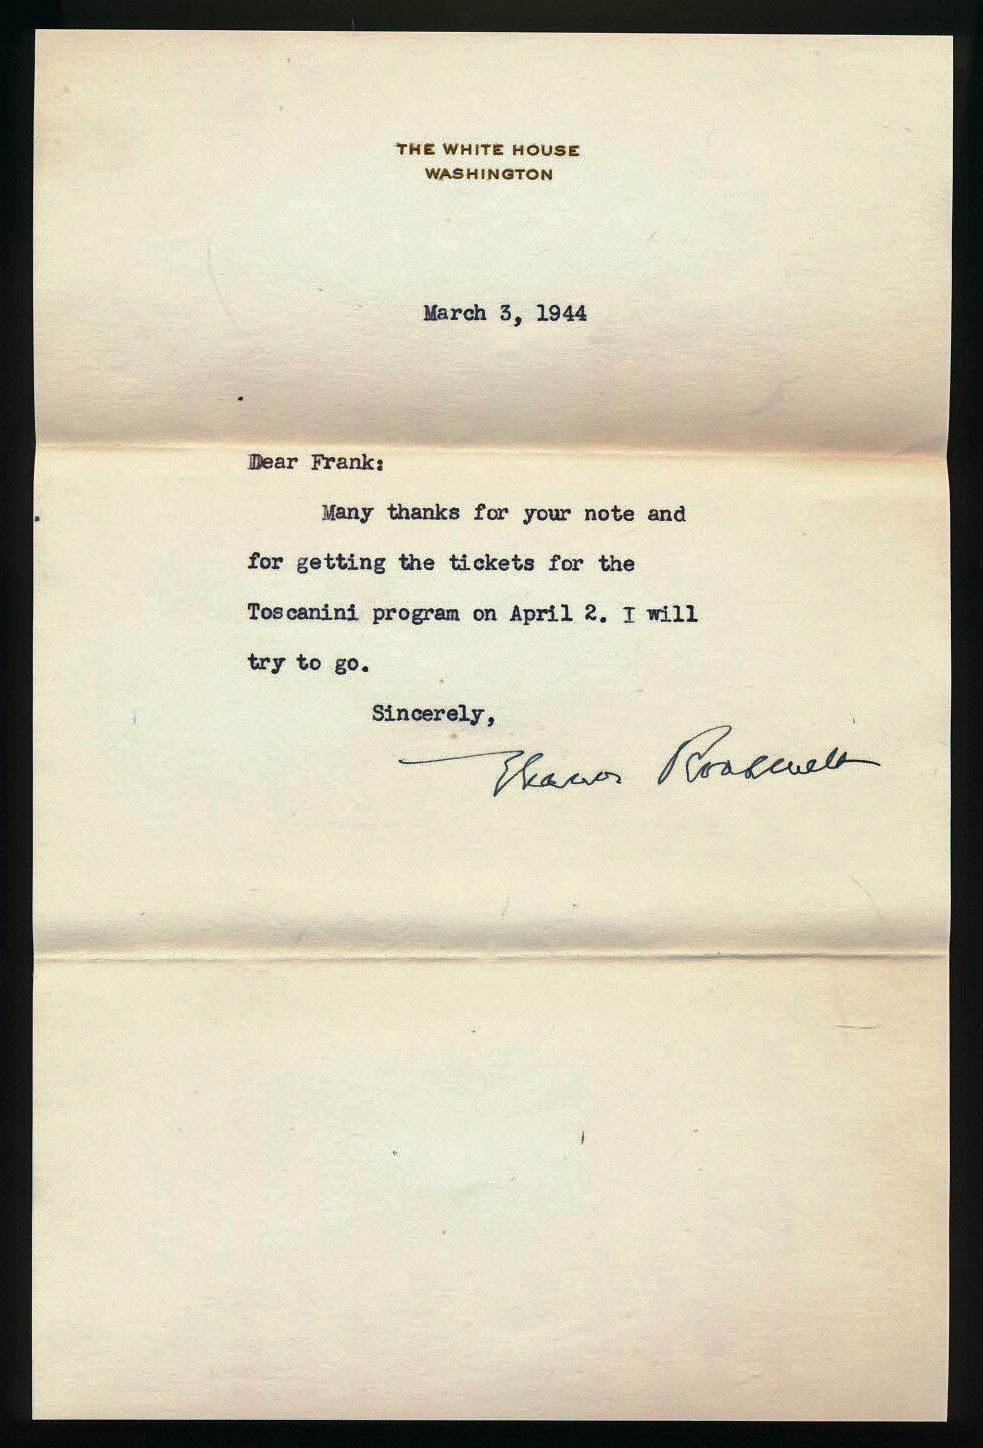 THE WHITE HOUSE
WASHINGTON
March 3, 1944
Dear Frank:
Many thanks for your note and
for getting the tickets for the
Toscanini program on April 2. I will
try to go.
Sincerely,
Eleanor Roosevelt